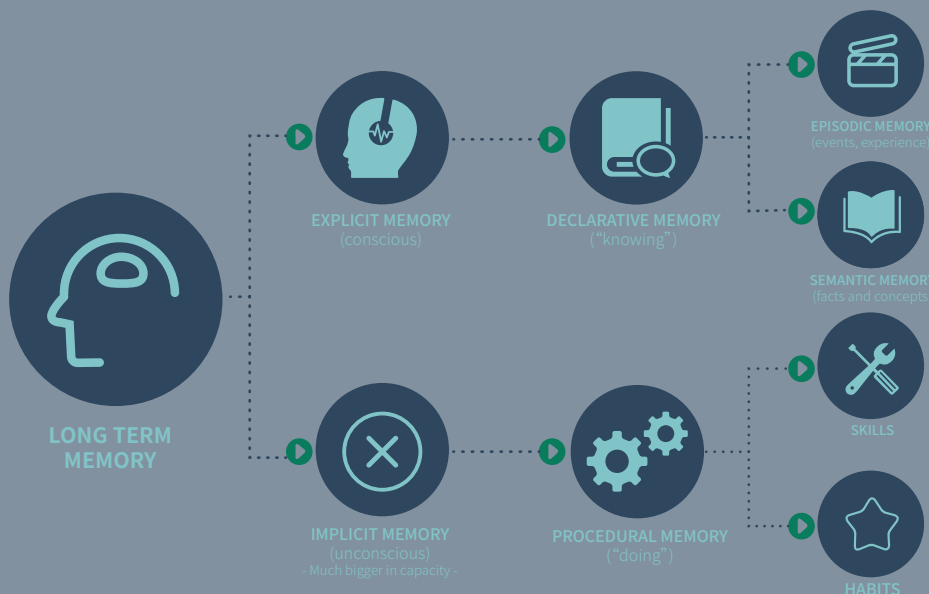 LONG TERM
MEMORY
EXPLICIT MEMORY
(conscious)
DECLARATIVE MEMORY
(“knowing”)
EPISODIC MEMORY
(events, experience)
SEMANTIC MEMORY
(facts and concepts
IMPLICIT MEMORY
(unconscious)
- Much bigger in capacity -
PROCEDURAL MEMORY
(“doing”)
SKILLS
HABITS